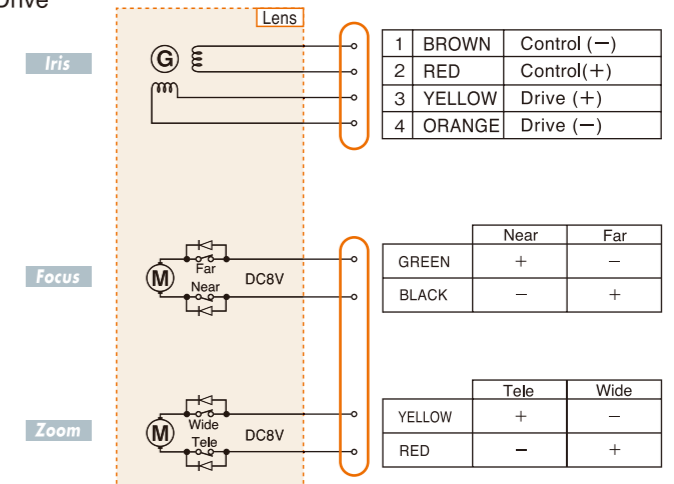 Lens
Iris
G
1 BROWN Control (−)
2 RED Control(+)
3 YELLOW Drive (+)
4 ORANGE Drive (−)
Near Far
Focus
M
Far
Near
DC8V
GREEN + −
BLACK − +
Tele Wide
Zoom
M
Wide
Tele
DC8V
YELLOW + −
RED − +